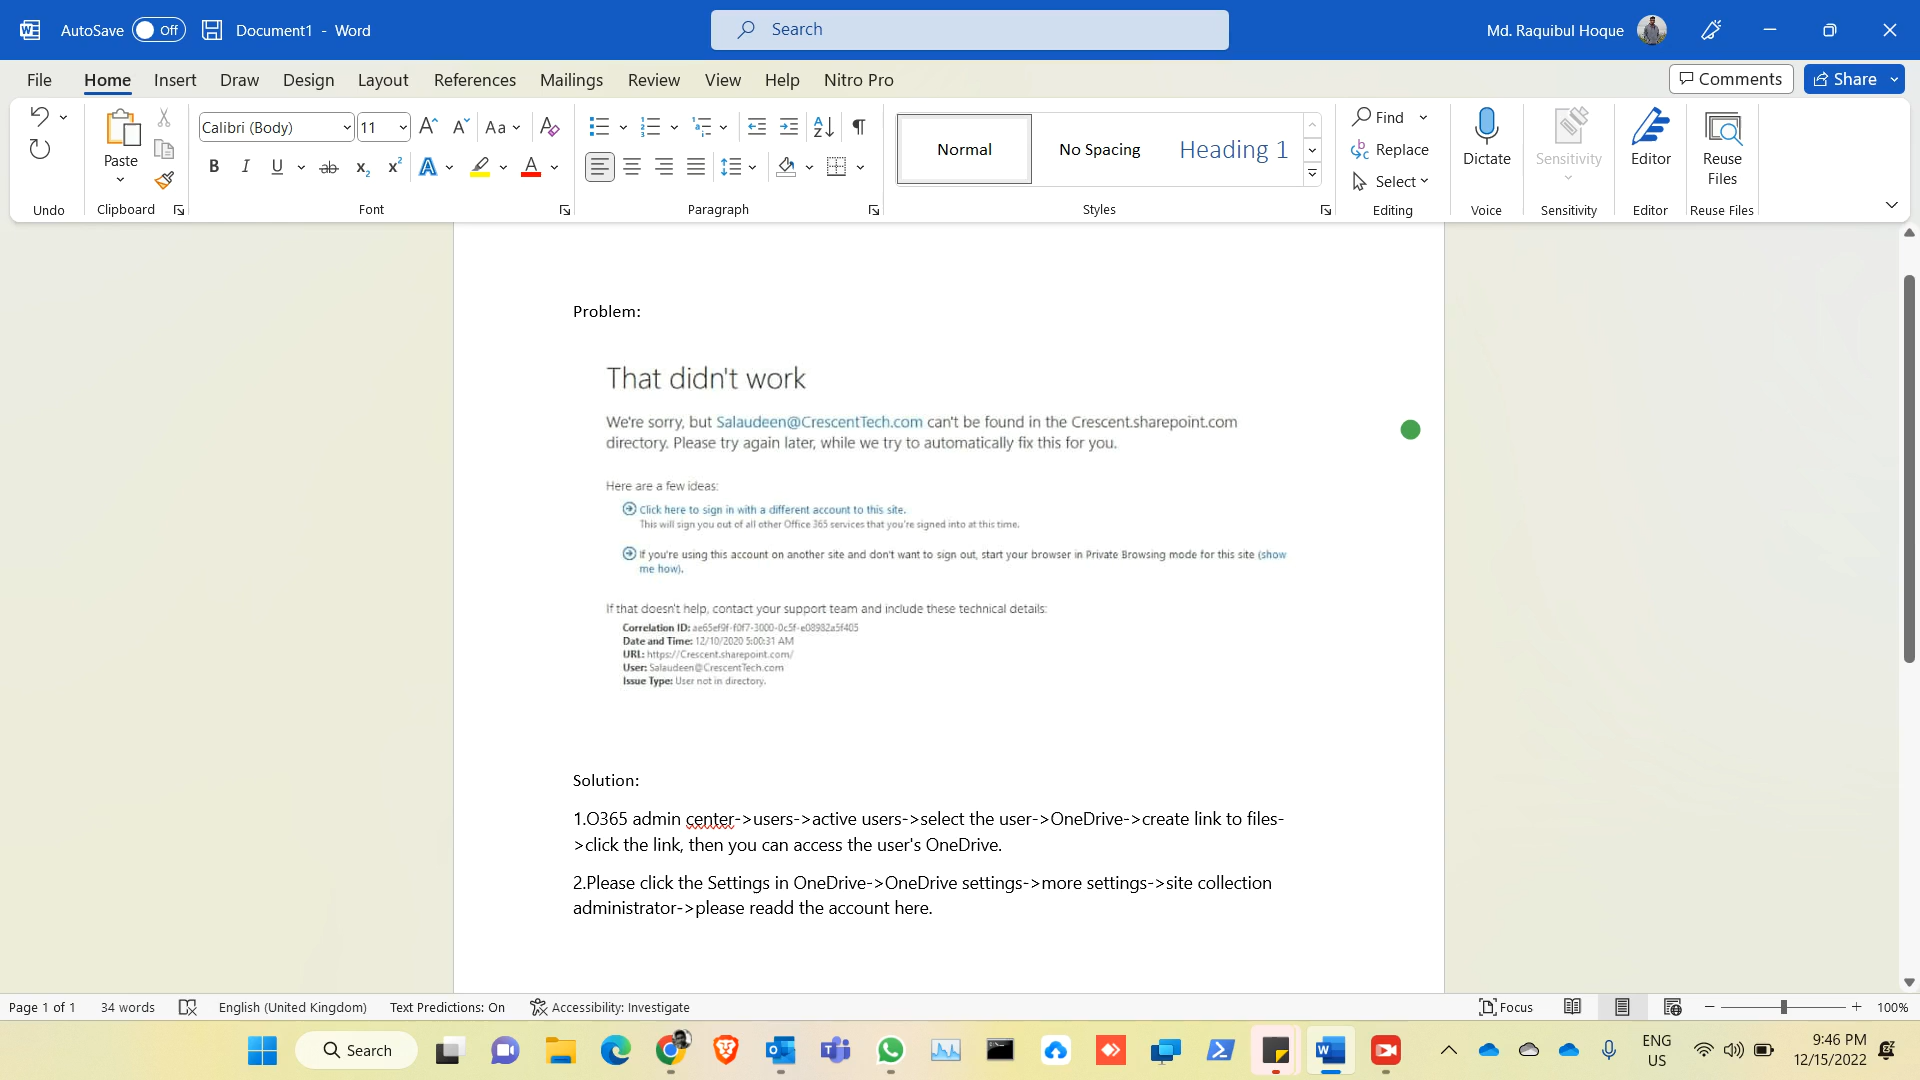 AutoSave Off Document1 - Word Search Md. Raquibul Hoque
File Home Insert Draw Design Layout References Mailings Review View Help Nitro Pro Comments Share
Calibri (Body) 11 Aa Find
Paste Normal No Spacing Heading 1 Replace Dictate Sensitivity Editor Reuse Files
B I U ab x2 x2 A A Select
Undo Clipboard Font Paragraph Styles Editing Voice Sensitivity Editor Reuse Files
Problem:
That didn't work
We're sorry, but Salaudeen@CrescentTech.com can't be found in the Crescent.sharepoint.com
directory. Please try again later, while we try to automatically fix this for you.
Here are a few ideas:
Click here to sign in with a different account to this site.
This will sign you out of all other Office 365 services that you're signed into at this time.
If you're using this account on another site and don't want to sign out, start your browser in Private Browsing mode for this site (show
me how).
If that doesn't help, contact your support team and include these technical details:
Correlation ID: ae65ef9f-f0f7-3000-0c5f-e08982a5f405
Date and Time: 12/10/2020 5:00:31 AM
URL: https://Crescent.sharepoint.com/
User: Salaudeen@CrescentTech.com
Issue Type: User not in directory.
Solution:
1.O365 admin center->users->active users->select the user->OneDrive->create link to files-
>click the link, then you can access the user's OneDrive.
2.Please click the Settings in OneDrive->OneDrive settings->more settings->site collection
administrator->please readd the account here.
Page 1 of 1 34 words English (United Kingdom) Text Predictions: On Accessibility: Investigate Focus 100%
Search ENG 9:46 PM
US 12/15/2022